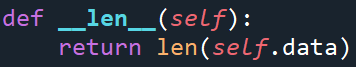 def __len__(self):
    return len(self.data)